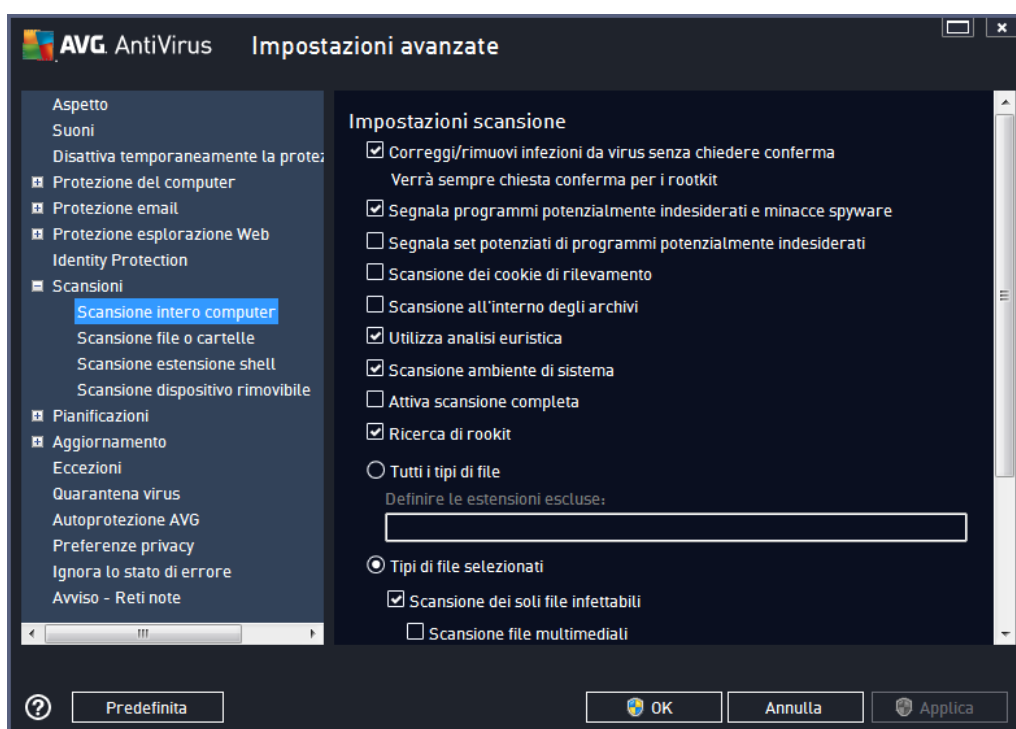 AVG. AntiVirus Impostazioni avanzate
Aspetto
Suoni
Disattiva temporaneamente la
Protezione del computer
Protezione email
Protezione esplorazione Web
Identity Protection
Scansioni
Scansione intero computer
Scansione file o cartelle
Scansione estensione shell
Scansione dispositivo rimovibile
Pianificazioni
Aggiornamento
Eccezioni
Quarantena virus
Autoprotezione AVG
Preferenze privacy
Ignora lo stato di errore
Avviso - Reti note
Impostazioni scansione
Correggi/rimuovi infezioni da virus senza chiedere conferma
Verrà sempre chiesta conferma per i rootkit
Segnala programmi potenzialmente indesiderati e minacce spyware
Segnala set potenziati di programmi potenzialmente indesiderati
Scansione dei cookie di rilevamento
Scansione all'interno degli archivi
Utilizza analisi euristica
Scansione ambiente di sistema
Attiva scansione completa
Ricerca di rookit
Tutti i tipi di file
Definire le estensioni escluse:
Tipi di file selezionati
Scansione dei soli file infettabili
Scansione file multimediali
Predefinita
OK
Annulla
Applica